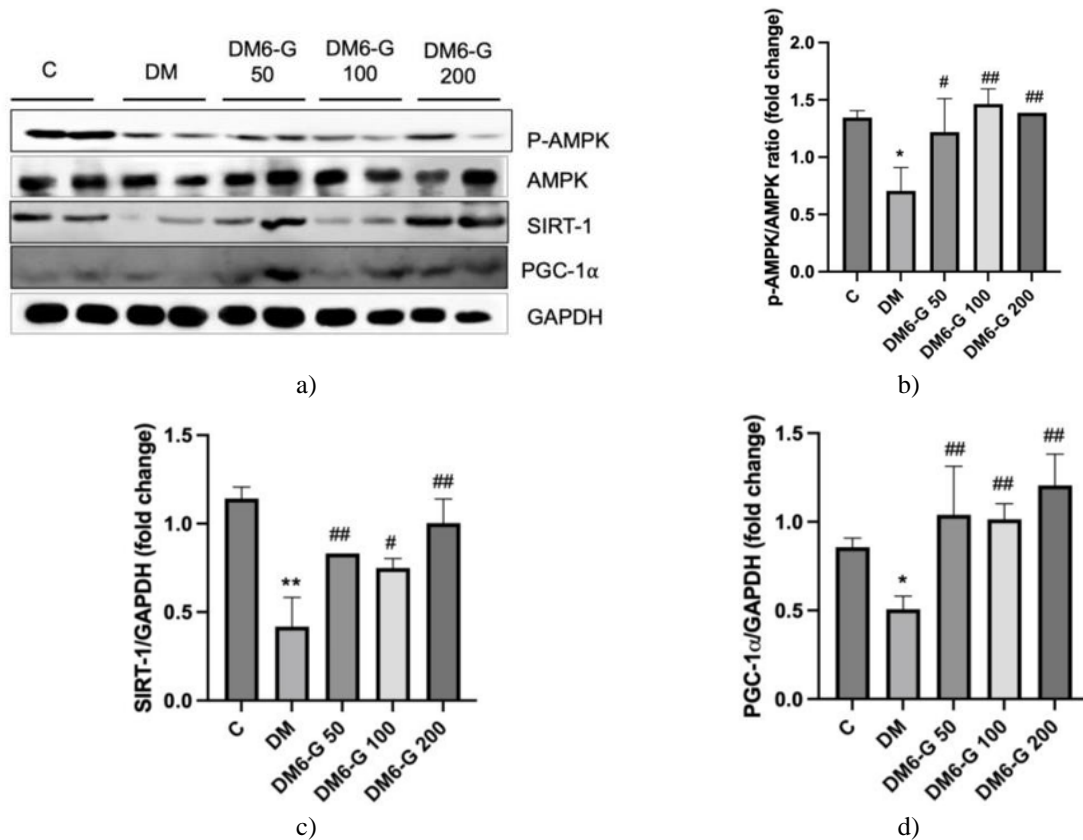 C DM DM6-G 50 DM6-G 100 DM6-G 200
P-AMPK
AMPK
SIRT-1
PGC-1α
GAPDH
a)
p-AMPK/AMPK ratio (fold change)
2.0
1.5
1.0
0.5
0.0
*
#
##
##
C DM DM6-G 50 DM6-G 100 DM6-G 200
b)
SIRT-1/GAPDH (fold change)
1.5
1.0
0.5
0.0
**
##
#
##
C DM DM6-G 50 DM6-G 100 DM6-G 200
c)
PGC-1α/GAPDH (fold change)
1.5
1.0
0.5
0.0
*
##
##
##
C DM DM6-G 50 DM6-G 100 DM6-G 200
d)